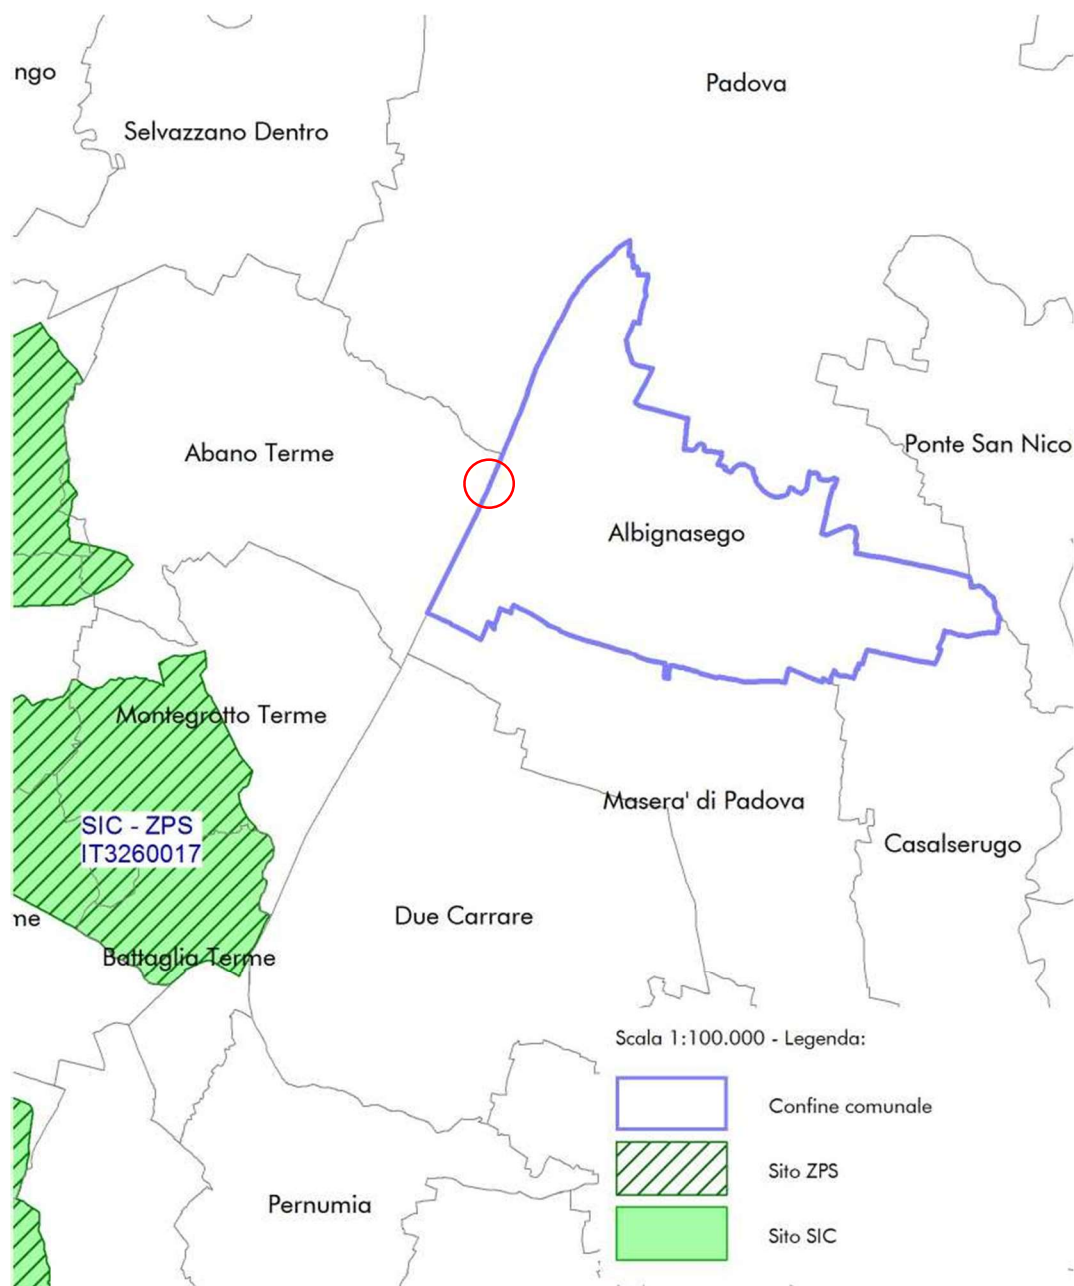 ngo
Padova
Selvazzano Dentro
Abano Terme
Ponte San Nico
Albignasego
Montegrotto Terme
Masera' di Padova
SIC - ZPS
IT3260017
Casalserugo
me
Due Carrare
Battaglia Terme
Scala 1:100.000 - Legenda:
Confine comunale
Sito ZPS
Pernumia
Sito SIC